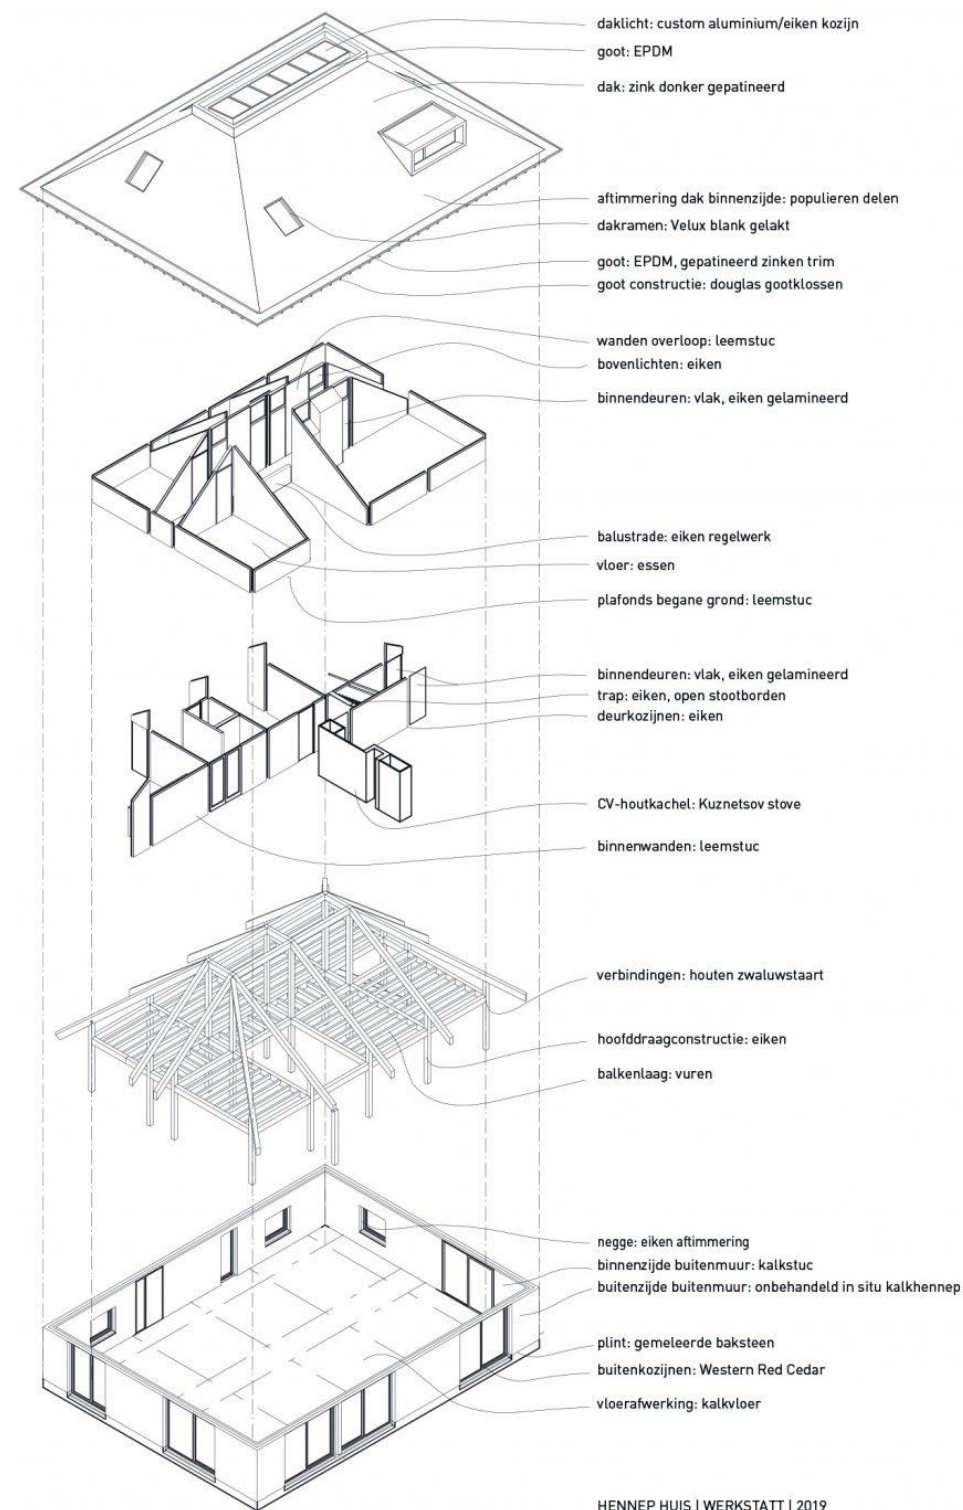 daklicht: custom aluminium/eiken kozijn
goot: EPDM
dak: zink donker gepatineerd
aftimmering dak binnenzijde: populieren delen
dakramen: Velux blank gelakt
goot: EPDM, gepatineerd zinken trim
goot constructie: douglas gootklossen
wanden overloop: leemstuc
bovenlichten: eiken
binnendeuren: vlak, eiken gelamineerd
balustrade: eiken regelwerk
vloer: essen
plafonds begane grond: leemstuc
binnendeuren: vlak, eiken gelamineerd
trap: eiken, open stootborden
deurkozijnen: eiken
CV-houtkachel: Kuznetsov stove
binnenwanden: leemstuc
verbindingen: houten zwaluwstaart
hoofddraagconstructie: eiken
balkenlaag: vuren
negge: eiken aftimmering
binnenzijde buitenmuur: kalkstuc
buitenzijde buitenmuur: onbehandeld in situ kalkhennep
plint: gemeleerde baksteen
buitenkozijnen: Western Red Cedar
vloerafwerking: kalkvloer
HENNEP HUIS | WERKSTATT | 2019